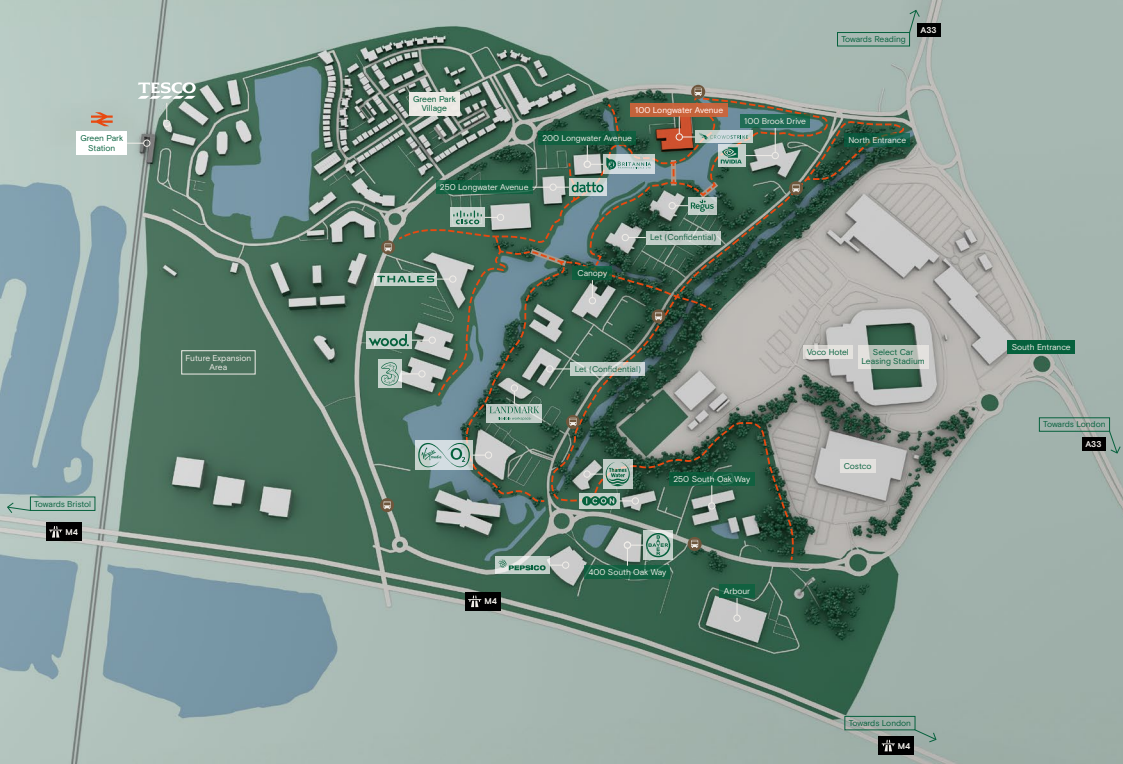 A33
Towards Reading
TESCO
Green Park
Village
100 Longwater Avenue
100 Brook Drive
Green Park
Station
200 Longwater Avenue
CROWDSTRIKE
North Entrance
BRITANNIA
NVIDIA
250 Longwater Avenue
datto
Regus
CISCO
Let (Confidential)
Canopy
THALES
wood.
South Entrance
Voco Hotel
Select Car
Leasing Stadium
Future Expansion
Area
3
Let (Confidential)
LANDMARK
Towards London
A33
Virgin
media
O2
Costco
Thames
Water
250 South Oak Way
ICON
Towards Bristol
M4
BAYER
BAYER
PEPSICO
400 South Oak Way
Arbour
M4
Towards London
M4